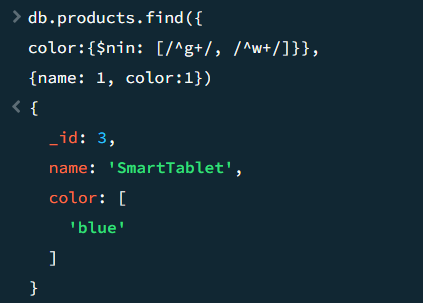 > db.products.find({
color:{$nin: [/^g+/, /^w+/]}},
{name: 1, color:1})
< {
_id: 3,
name: 'SmartTablet',
color: [
'blue'
]
}